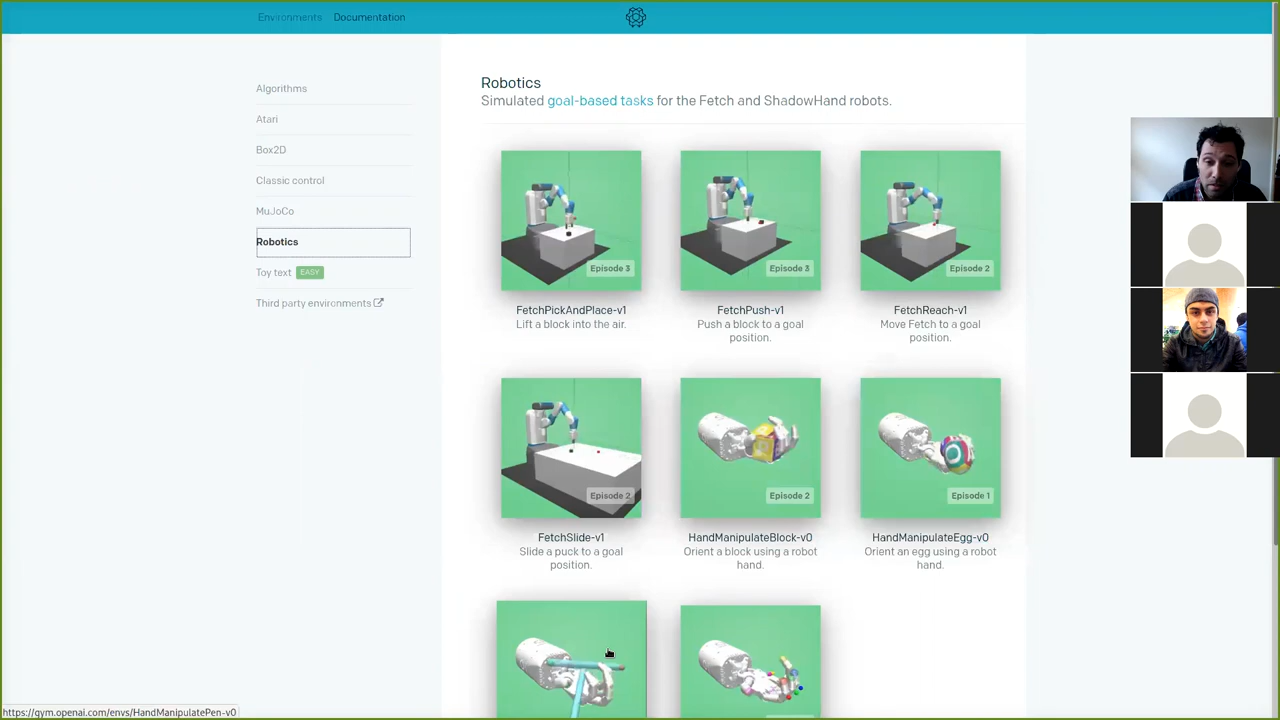 Environments Documentation
Algorithms
Atari
Box2D
Classic control
MuJoCo
Robotics
Toy text EASY
Third party environments
Robotics
Simulated goal-based tasks for the Fetch and ShadowHand robots.
Episode 3
FetchPickAndPlace-v1
Lift a block into the air.
Episode 3
FetchPush-v1
Push a block to a goal
position.
Episode 2
FetchReach-v1
Move Fetch to a goal
position.
Episode 2
FetchSlide-v1
Slide a puck to a goal
position.
Episode 2
HandManipulateBlock-v0
Orient a block using a robot
hand.
Episode 1
HandManipulateEgg-v0
Orient an egg using a robot
hand.
https://gym.openai.com/envs/HandManipulatePen-v0